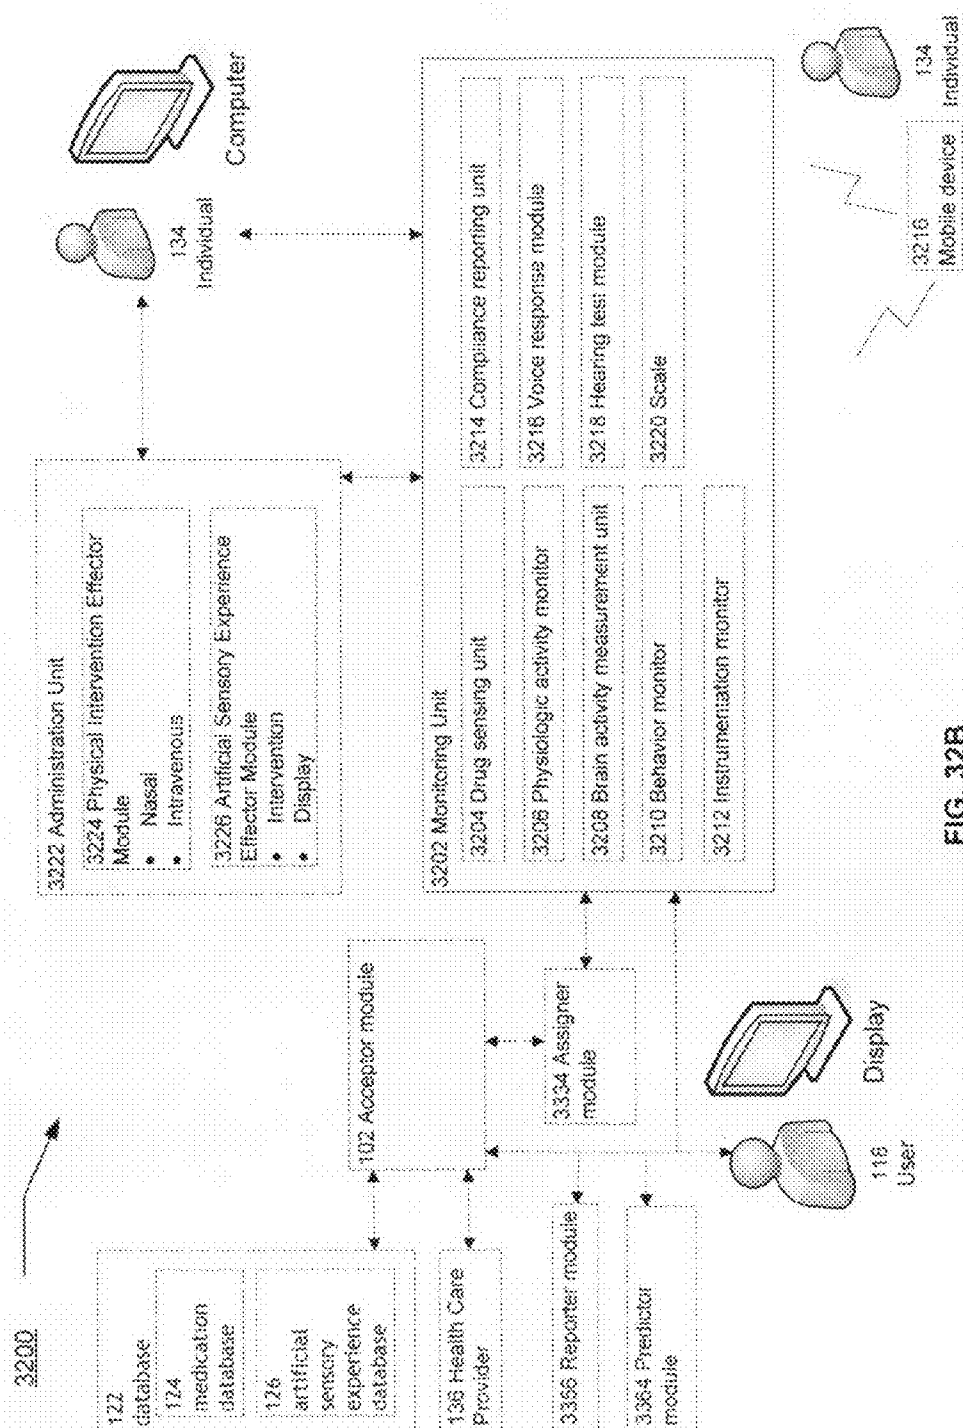 3200
122
database
124
medication
database
126
artificial
sensory
experience
database
136 Health Care
Provider
3366 Reporter module
3364 Predictor
module
102 Acceptor module
3334 Assigner
module
116
User
Display
3222 Administration Unit
3224 Physical Intervention Effector
Module
• Nasal
• Intravenous
3226 Artificial Sensory Experience
Effector Module
• Intervention
• Display
134
Individual
Computer
3202 Monitoring Unit
3204 Drug sensing unit
3206 Physiologic activity monitor
3208 Brain activity measurement unit
3210 Behavior monitor
3212 Instrumentation monitor
3214 Compliance reporting unit
3216 Voice response module
3218 Hearing test module
3220 Scale
3216
Mobile device
134
Individual
FIG. 32B